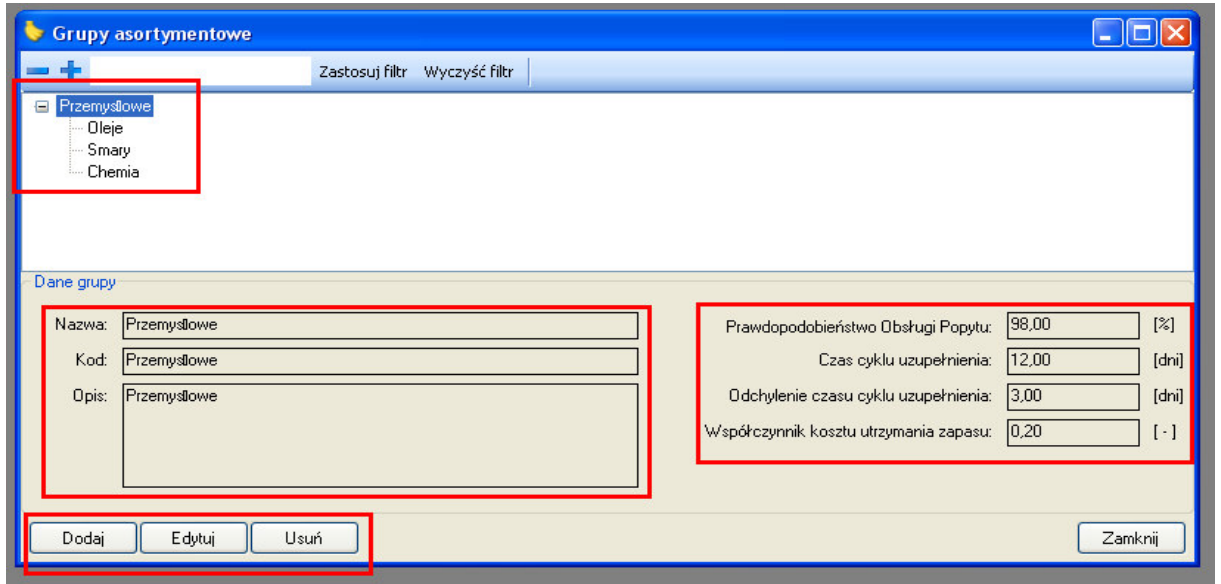 Grupy asortymentowe
Zastosuj filtr Wyczyść filtr
Przemysłowe
Oleje
Smary
Chemia
Dane grupy
Nazwa: Przemysłowe
Kod: Przemysłowe
Opis: Przemysłowe
Prawdopodobieństwo Obsługi Popytu: 98,00 [%]
Czas cyklu uzupełnienia: 12,00 [dni]
Odchylenie czasu cyklu uzupełnienia: 3,00 [dni]
Współczynnik kosztu utrzymania zapasu: 0,20 [ - ]
Dodaj Edytuj Usuń Zamknij